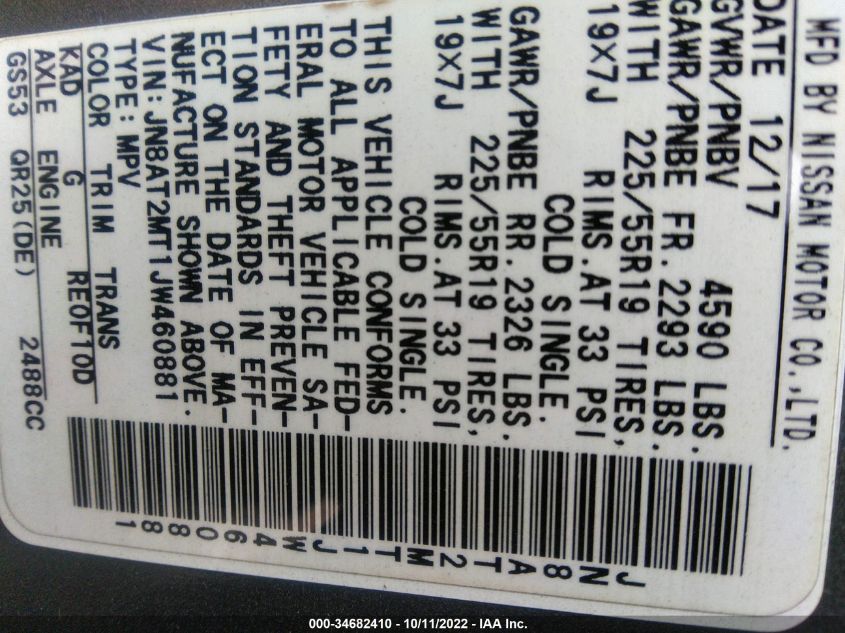 MFD BY NISSAN MOTOR CO.,LTD.
DATE 12/17
GVWR/PNBV 4590 LBS.
GAWR/PNBE FR. 2293 LBS.
WITH 225/55R19 TIRES,
19X7J RIMS.AT 33 PSI
COLD SINGLE.
GAWR/PNBE RR. 2326 LBS.
WITH 225/55R19 TIRES,
19X7J RIMS.AT 33 PSI
COLD SINGLE.
THIS VEHICLE CONFORMS
TO ALL APPLICABLE FED-
ERAL MOTOR VEHICLE SA-
FETY AND THEFT PREVEN-
TION STANDARDS IN EFF-
ECT ON THE DATE OF MA-
NUFACTURE SHOWN ABOVE.
VIN:JN8AT2MT1JW460881
TYPE:MPV
COLOR TRIM TRANS
KAD G RE0F10D
AXLE ENGINE
GS53 QR25(DE) 2488CC
JN8AT2MT1JW460881
000-34682410 - 10/11/2022 - IAA Inc.